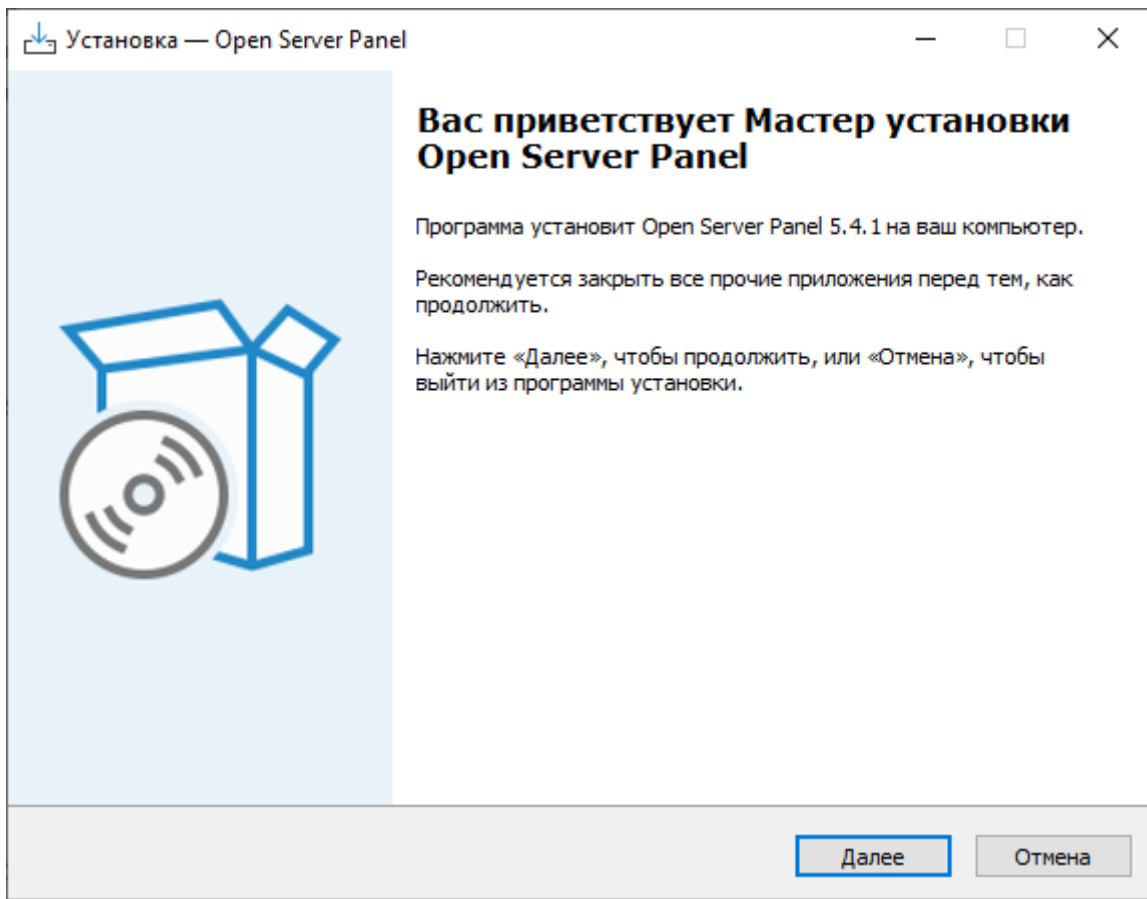 Установка — Open Server Panel
Вас приветствует Мастер установки
Open Server Panel
Программа установит Open Server Panel 5.4.1 на ваш компьютер.
Рекомендуется закрыть все прочие приложения перед тем, как
продолжить.
Нажмите «Далее», чтобы продолжить, или «Отмена», чтобы
выйти из программы установки.
Далее
Отмена